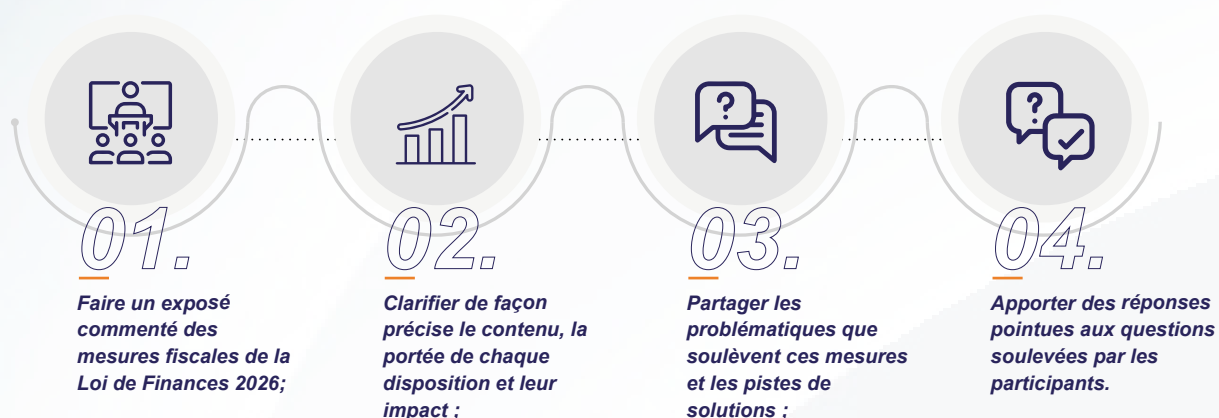 01.
Faire un exposé
commenté des
mesures fiscales de la
Loi de Finances 2026;
02.
Clarifier de façon
précise le contenu, la
portée de chaque
disposition et leur
impact ;
03.
Partager les
problématiques que
soulèvent ces mesures
et les pistes de
solutions ;
04.
Apporter des réponses
pointues aux questions
soulevées par les
participants.